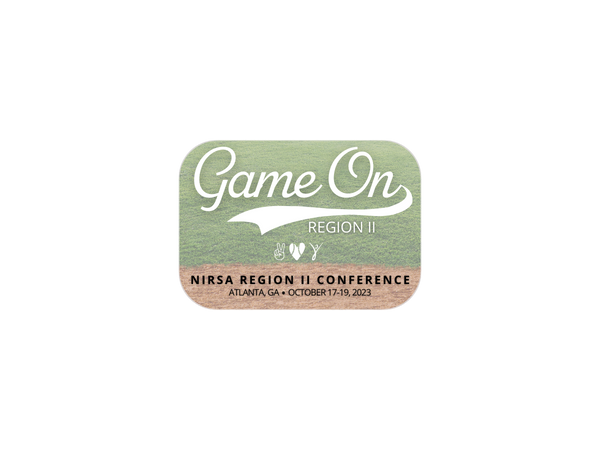 Game On
REGION II
NIRSA REGION II CONFERENCE
ATLANTA, GA • OCTOBER 17-19, 2023